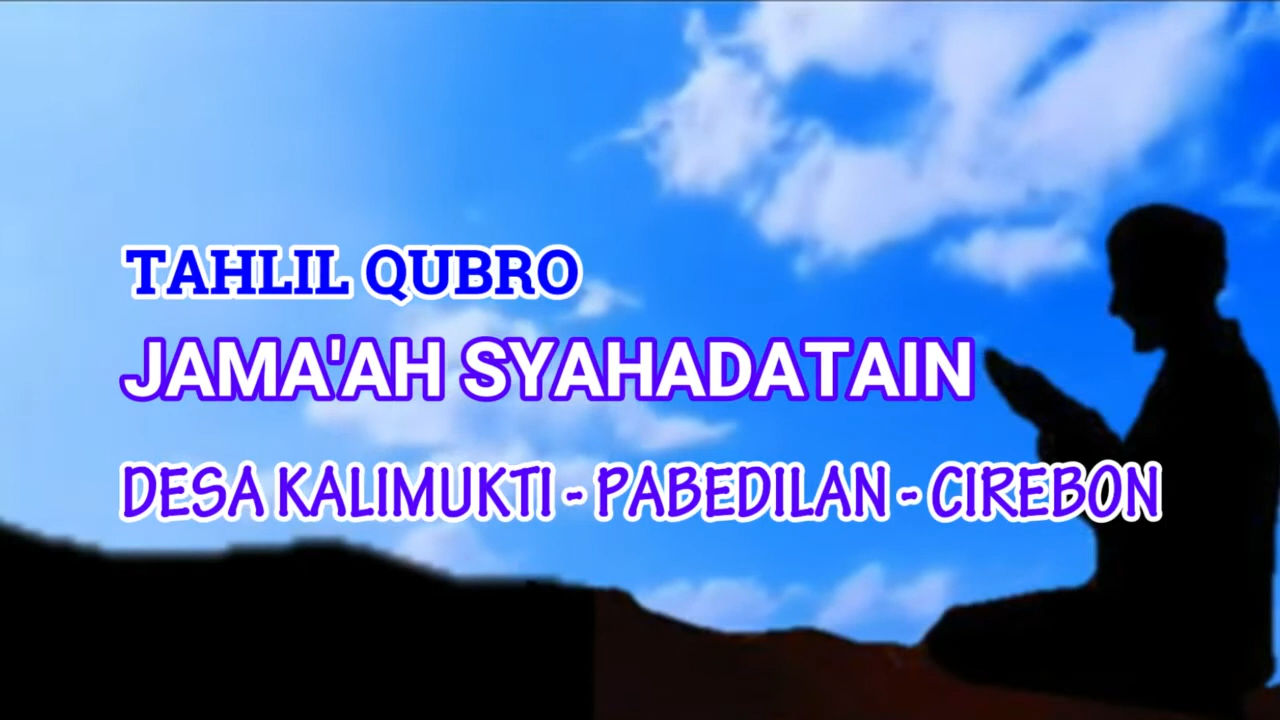 TAHLIL QUBRO
JAMA'AH SYAHADATAIN
DESA KALIMUKTI - PABEDILAN - CIREBON